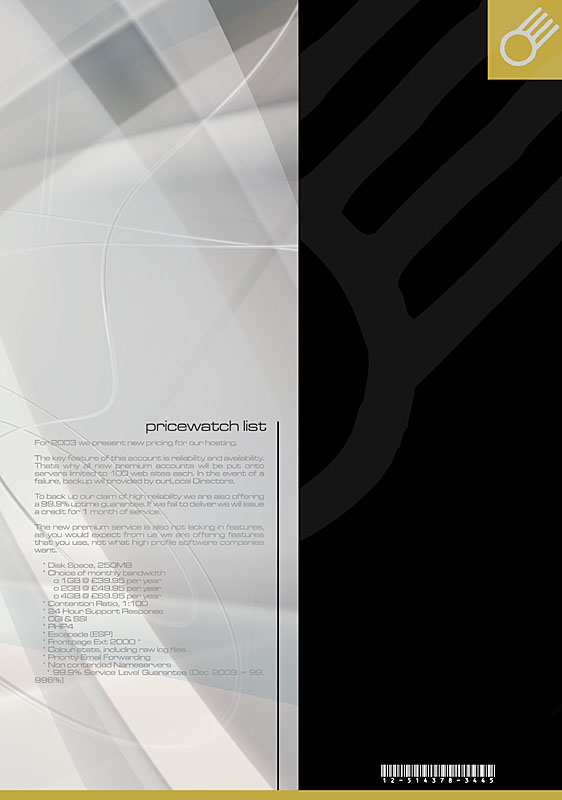 pricewatch list
For 2003 we present new pricing for our hosting.
The key feature of this account is reliability and availability.
Thats why all new premium accounts will be put onto
servers limited to 100 web sites each. In the event of a
failure, backup will provided by our Local Directors.
To back up our claim of high reliability we are also offering
a 99.9% uptime guarantee. If we fail to deliver we will issue
a credit for 1 month of service.
The new premium service is also not lacking in features,
as you would expect from us we are offering features
that you use, not what high profile software companies
want.
* Disk Space, 250MB
* Choice of monthly bandwidth
o 1GB @ £39.95 per year
o 2GB @ £49.95 per year
o 4GB @ £69.95 per year
* Contention Ratio, 1:100
* 24 Hour Support Response
* CGI & SSI
* PHP4
* Escapade (ESP)
* Frontpage Ext 2000 *
* Colour stats, including raw log files
* Priority Email Forwarding
* Non contended Nameservers
* 99.9% Service Level Guarantee (Dec 2003 = 99.
996%)
12-514378-3445